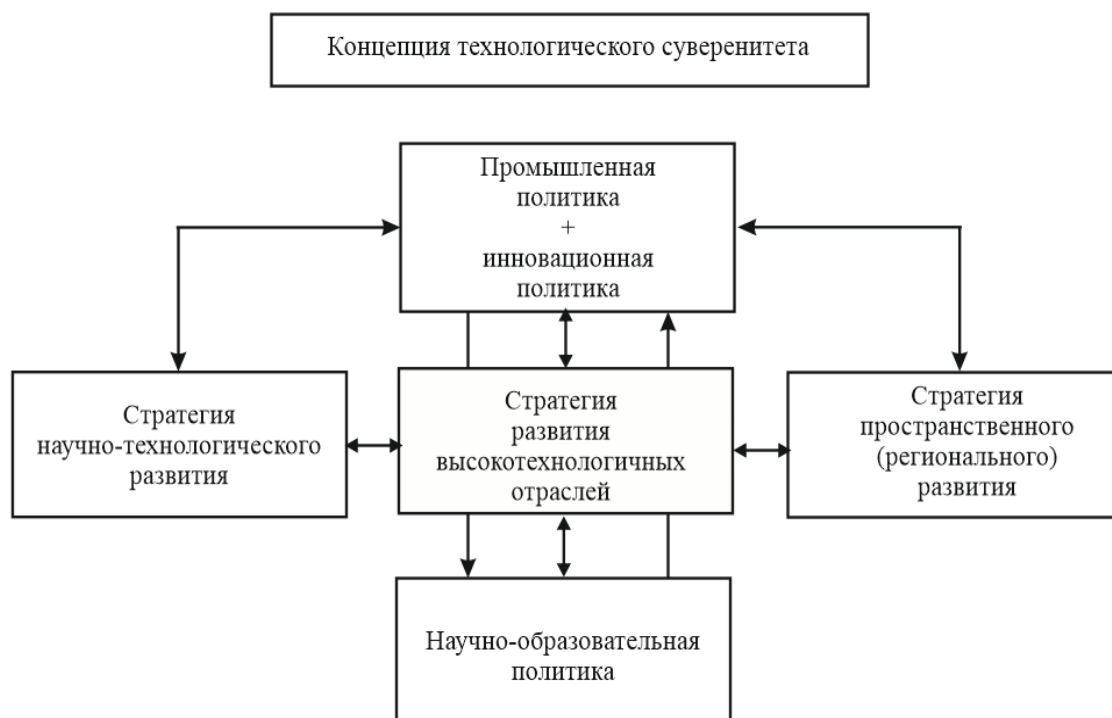 Концепция технологического суверенитета
Промышленная
политика
+
инновационная
политика
Стратегия
научно-технологического
развития
Стратегия
развития
высокотехнологичных
отраслей
Стратегия
пространственного
(регионального)
развития
Научно-образовательная
политика